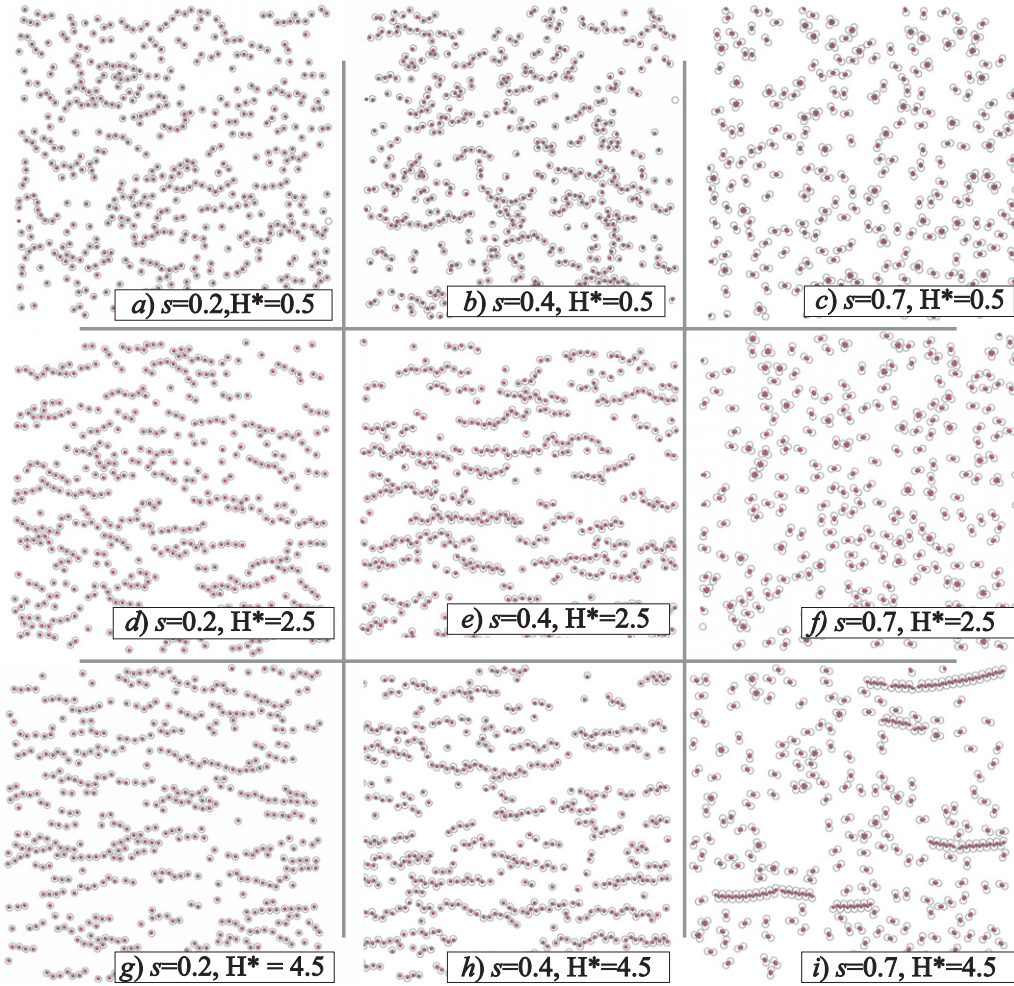 a) s=0.2,H*=0.5
b) s=0.4, H*=0.5
c) s=0.7, H*=0.5
d) s=0.2, H*=2.5
e) s=0.4, H*=2.5
f) s=0.7, H*=2.5
g) s=0.2, H* = 4.5
h) s=0.4, H*=4.5
i) s=0.7, H*=4.5